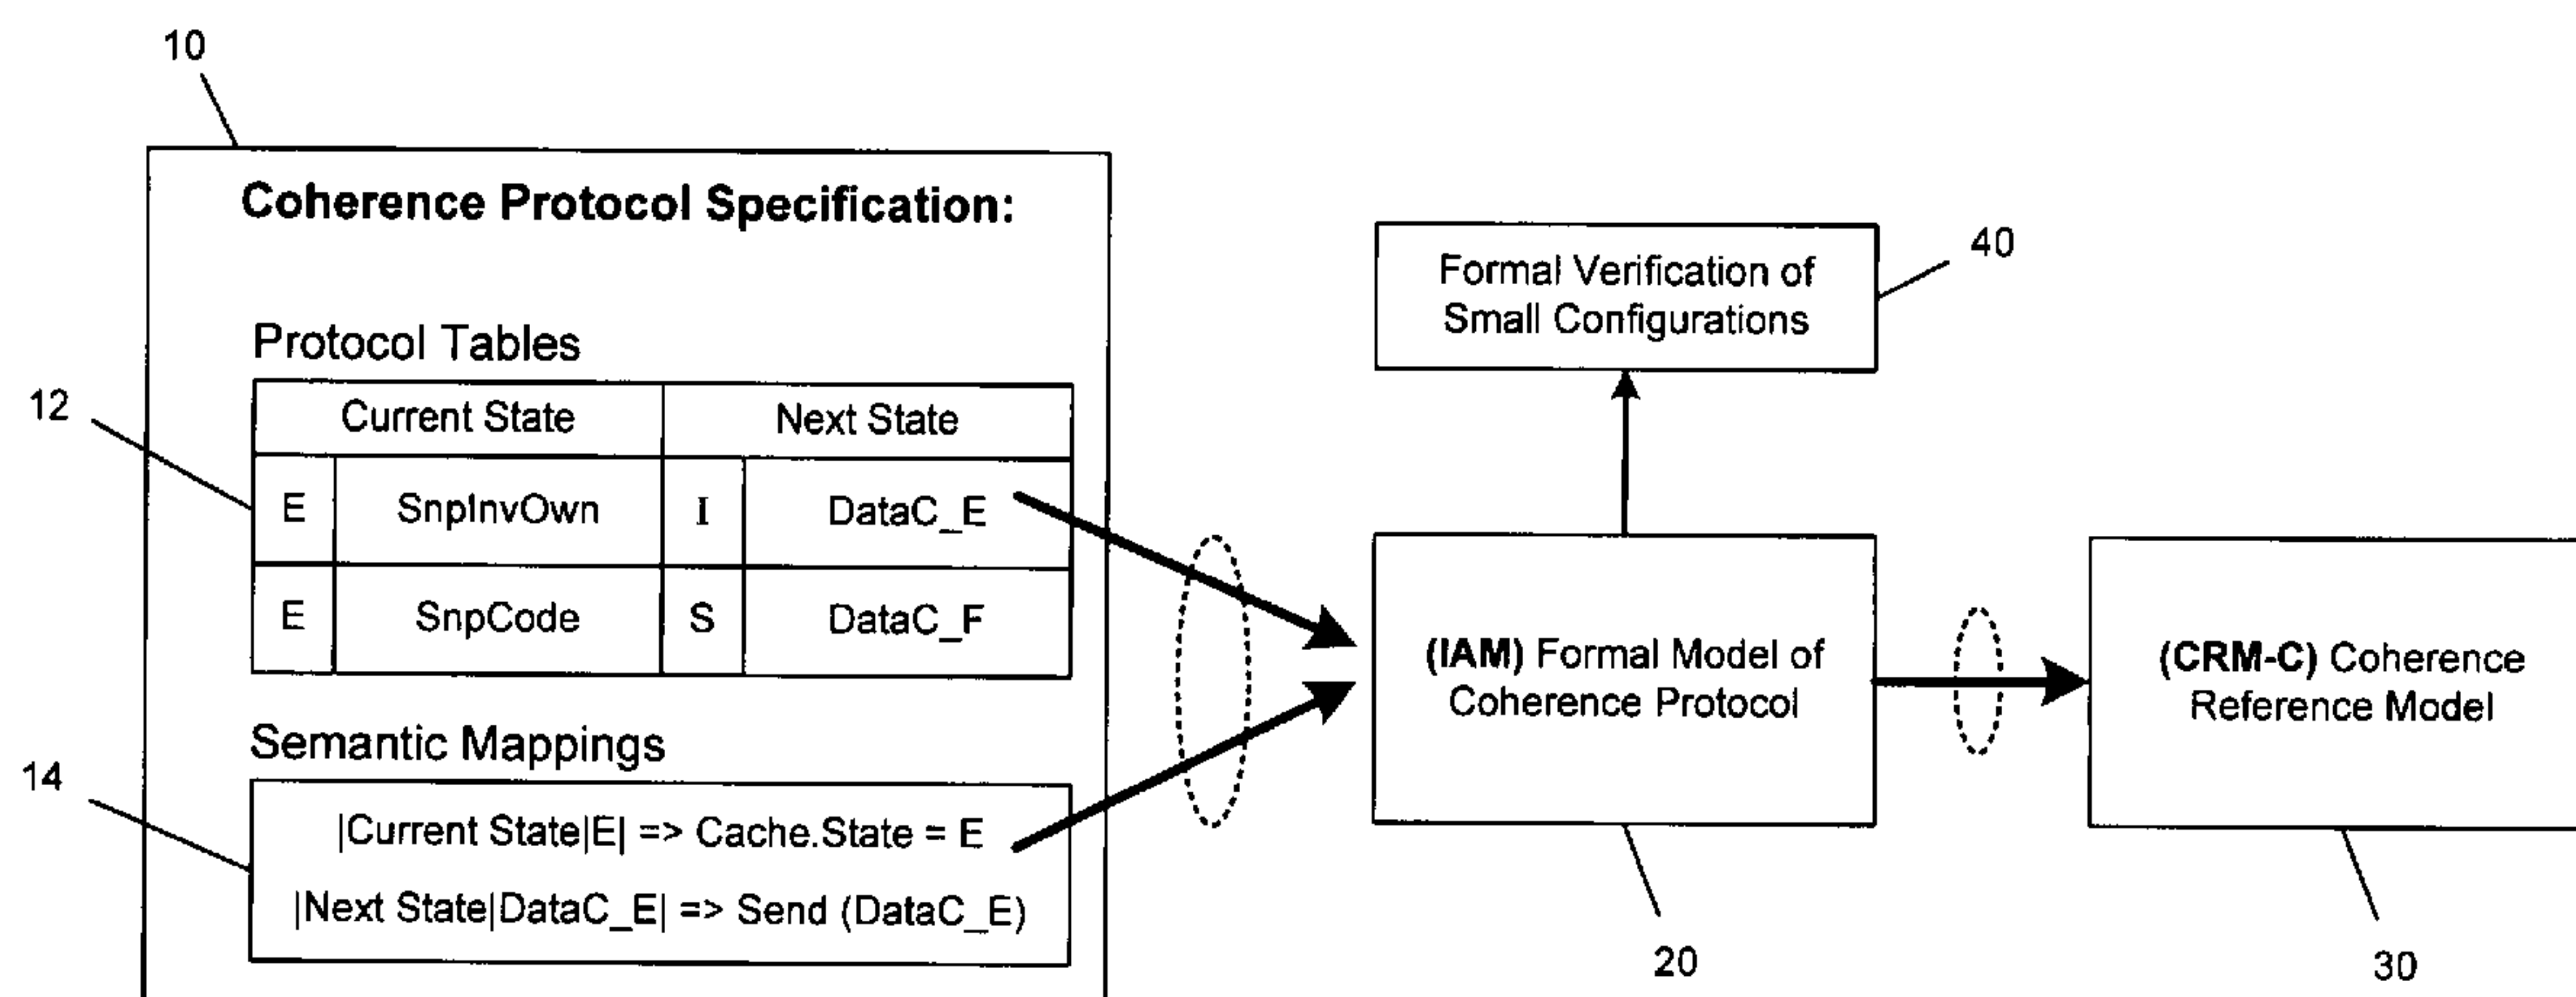 10
Coherence Protocol Specification:
Protocol Tables
12
Current State Next State
E SnpInvOwn I DataC_E
E SnpCode S DataC_F
Semantic Mappings
14
|Current State|E| => Cache.State = E
|Next State|DataC_E| => Send (DataC_E)
Formal Verification of
Small Configurations
40
(IAM) Formal Model of
Coherence Protocol
20
(CRM-C) Coherence
Reference Model
30